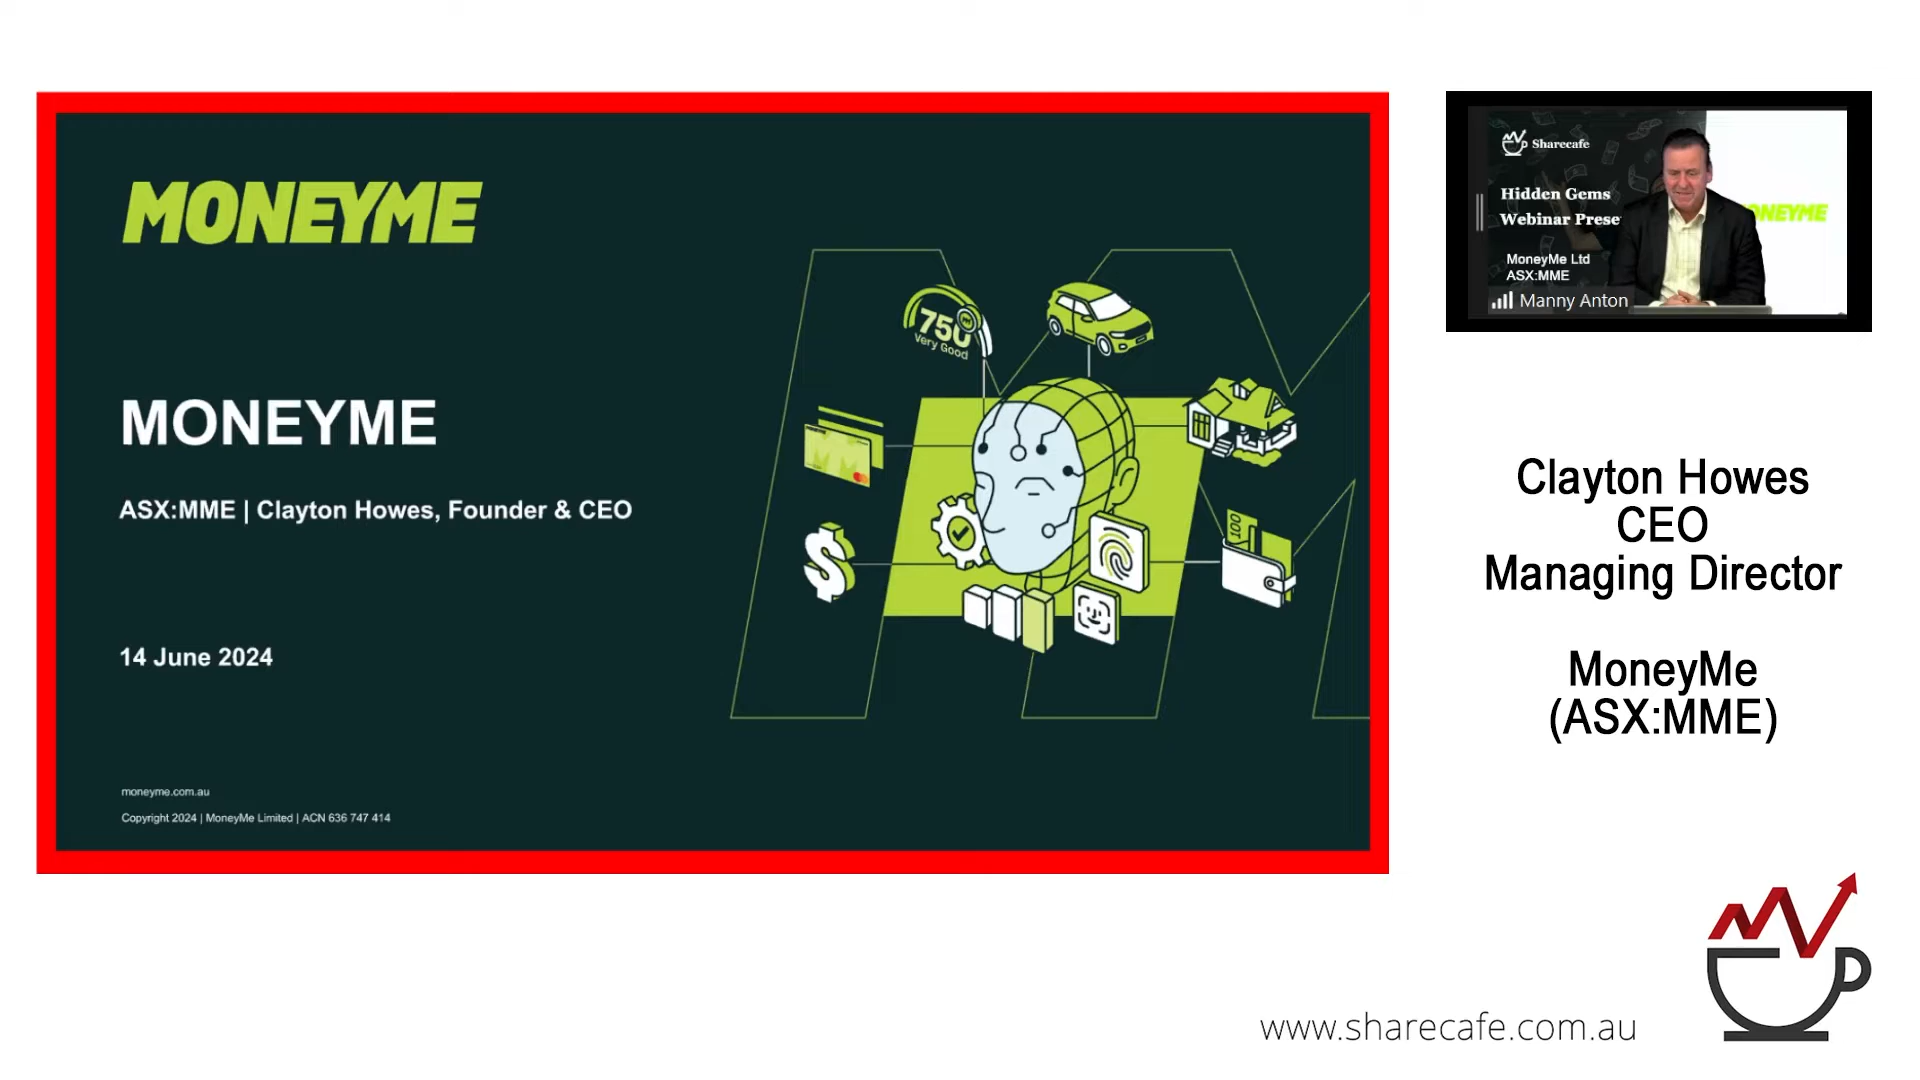 MONEYME
MONEYME
ASX:MME | Clayton Howes, Founder & CEO
14 June 2024
moneyme.com.au
Copyright 2024 | MoneyMe Limited | ACN 636 747 414
750
Very Good
100
Sharecafe
Hidden Gems
Webinar Prese
MoneyMe Ltd
ASX:MME
Manny Anton
ONEYME
Clayton Howes
CEO
Managing Director
MoneyMe
(ASX:MME)
www.sharecafe.com.au